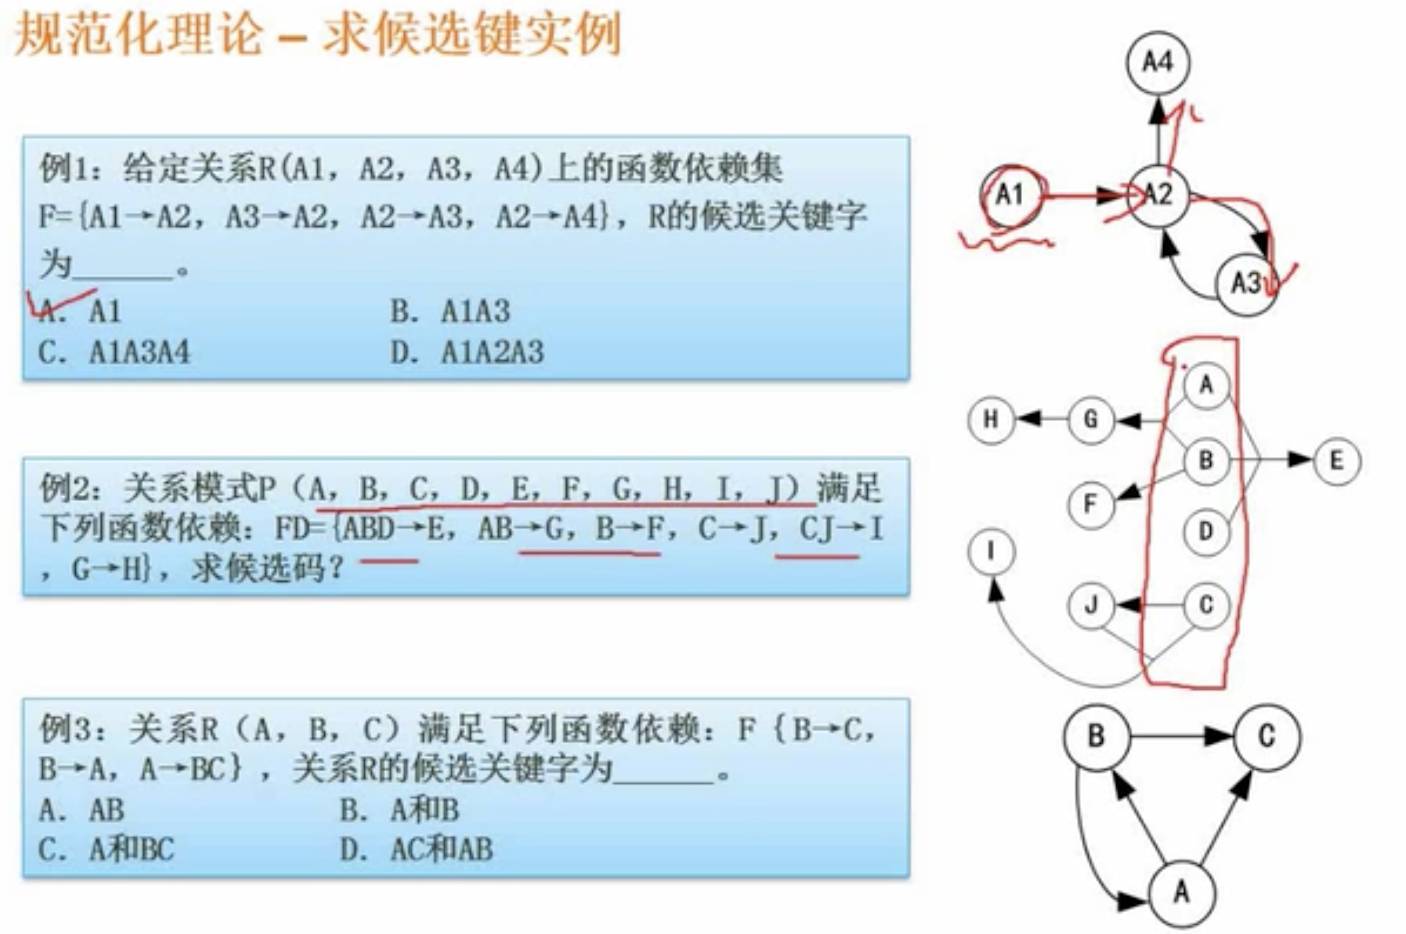 规范化理论 – 求候选键实例
例1：给定关系R(A1，A2，A3，A4)上的函数依赖集
F={A1→A2，A3→A2，A2→A3，A2→A4}，R的候选关键字
为______。
A．A1 B．A1A3
C．A1A3A4 D．A1A2A3
A4
A1
A2
A3
例2：关系模式P（A，B，C，D，E，F，G，H，I，J）满足
下列函数依赖：FD={ABD→E，AB→G，B→F，C→J，CJ→I
，G→H}，求候选码？
A
H
G
B
E
F
D
I
J
C
例3：关系R（A，B，C）满足下列函数依赖：F｛B→C，
B→A，A→BC｝，关系R的候选关键字为______。
A．AB B．A和B
C．A和BC D．AC和AB
B
C
A